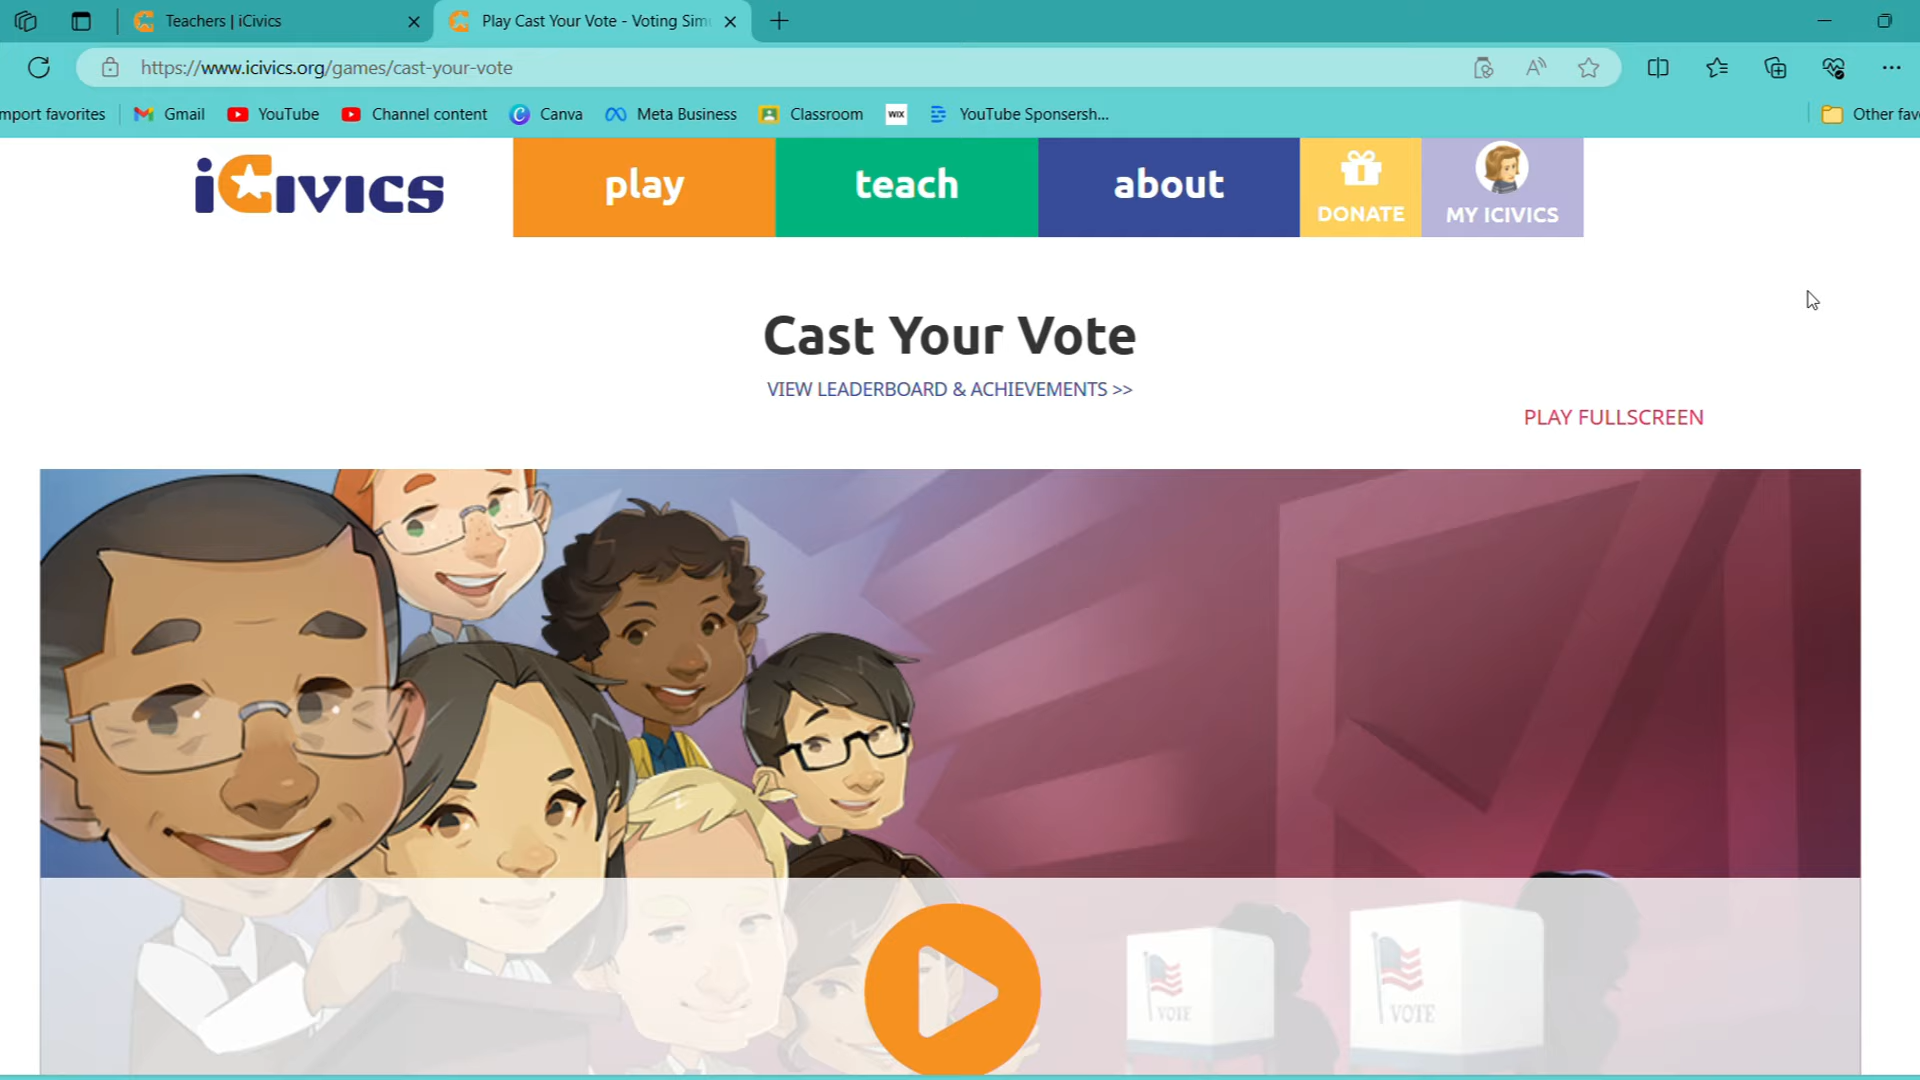 Teachers | iCivics
Play Cast Your Vote - Voting Sim
https://www.icivics.org/games/cast-your-vote
mport favorites
Gmail
YouTube
Channel content
Canva
Meta Business
Classroom
WIX
YouTube Sponsersh...
Other fav
iCIVICS
play
teach
about
DONATE
MY ICIVICS
Cast Your Vote
VIEW LEADERBOARD & ACHIEVEMENTS >>
PLAY FULLSCREEN
VOTE
VOTE